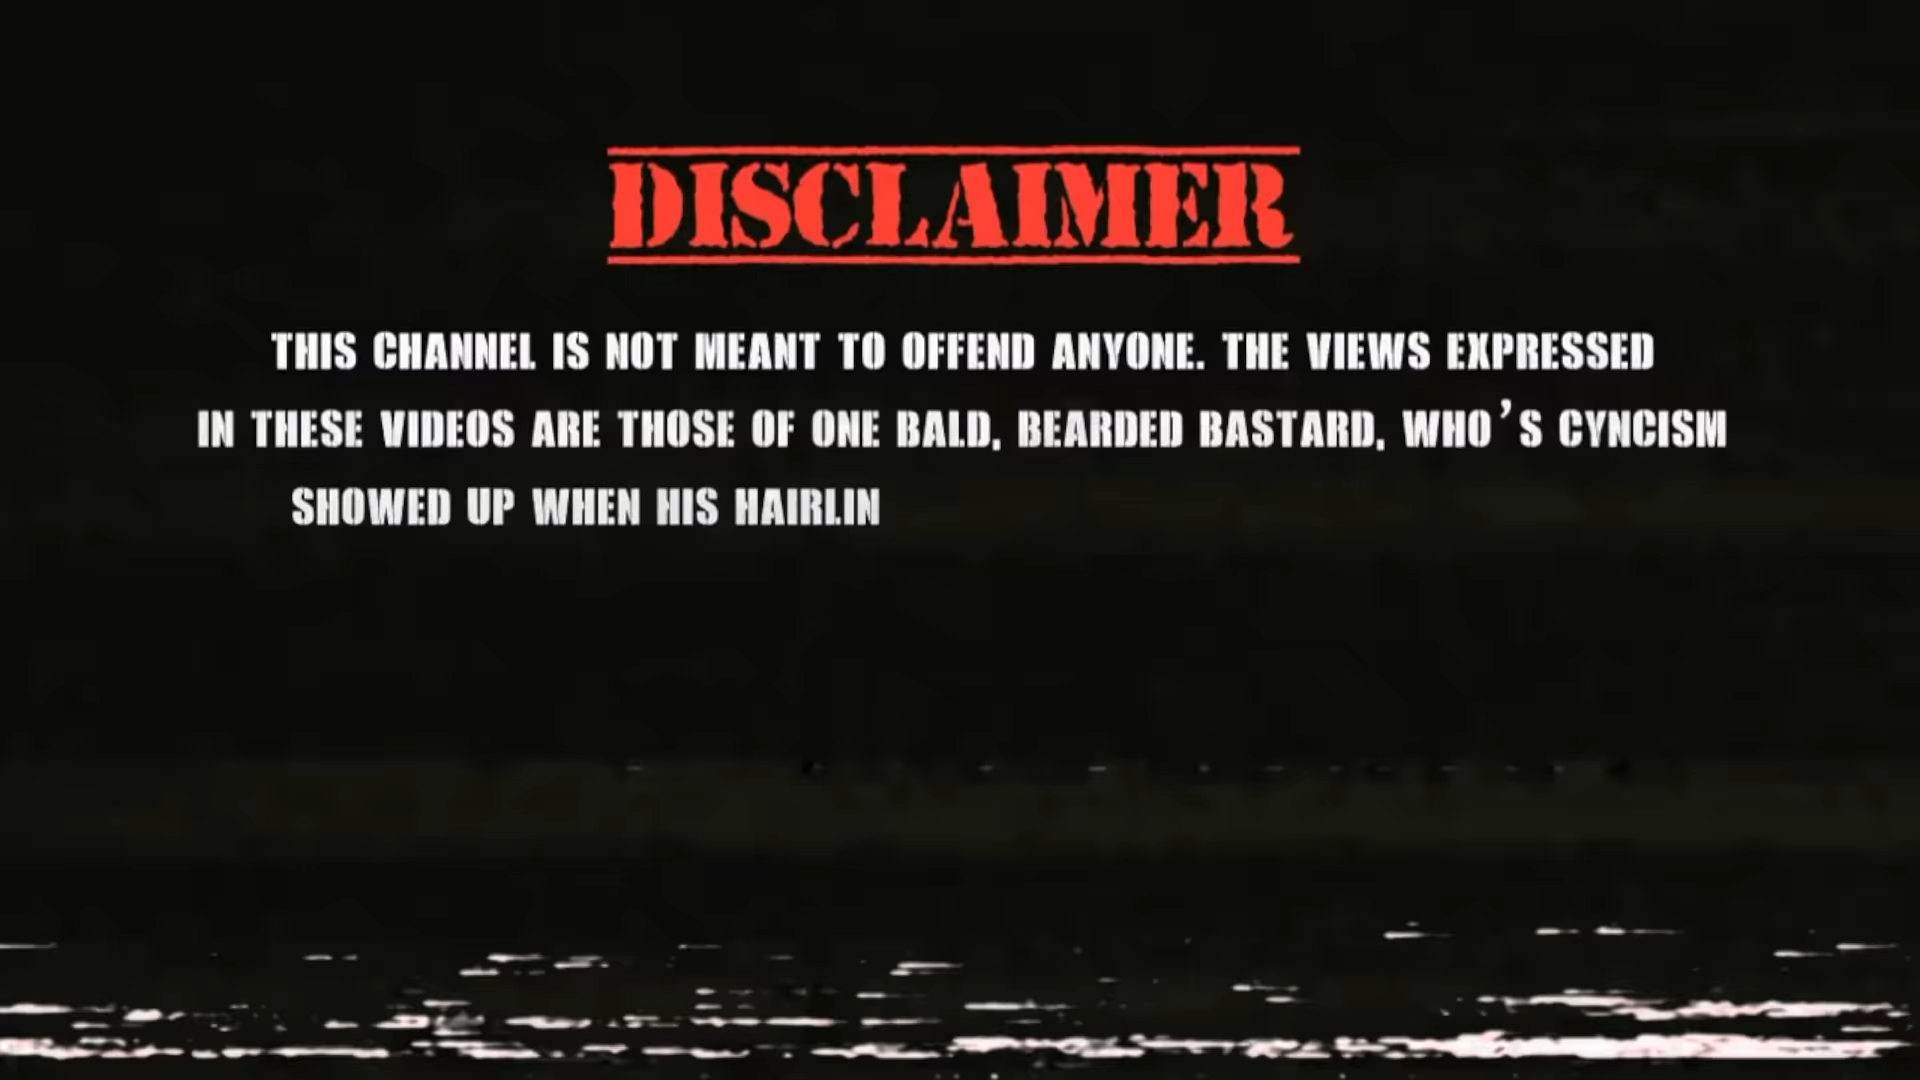 DISCLAIMER
THIS CHANNEL IS NOT MEANT TO OFFEND ANYONE. THE VIEWS EXPRESSED
IN THESE VIDEOS ARE THOSE OF ONE BALD, BEARDED BASTARD, WHO'S CYNCISM
SHOWED UP WHEN HIS HAIRLIN